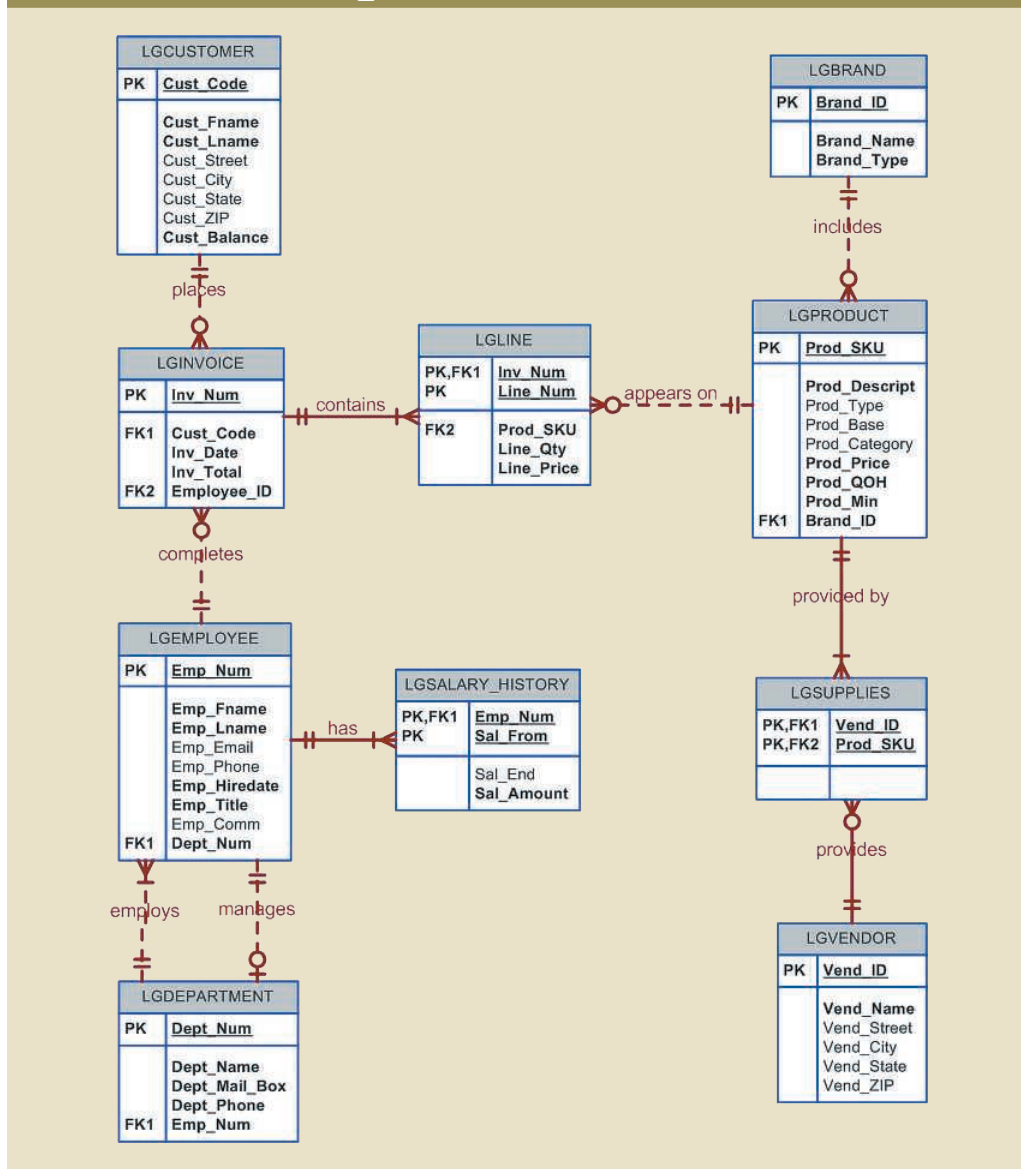 LGCUSTOMER
PK Cust_Code
Cust_Fname
Cust_Lname
Cust_Street
Cust_City
Cust_State
Cust_ZIP
Cust_Balance
places
LGINVOICE
PK Inv_Num
FK1 Cust_Code
Inv_Date
Inv_Total
FK2 Employee_ID
contains
LGLINE
PK,FK1 Inv_Num
PK Line_Num
FK2 Prod_SKU
Line_Qty
Line_Price
appears on
LGBRAND
PK Brand_ID
Brand_Name
Brand_Type
includes
LGPRODUCT
PK Prod_SKU
Prod_Descript
Prod_Type
Prod_Base
Prod_Category
Prod_Price
Prod_QOH
Prod_Min
FK1 Brand_ID
completes
LGEMPLOYEE
PK Emp_Num
Emp_Fname
Emp_Lname
Emp_Email
Emp_Phone
Emp_Hiredate
Emp_Title
Emp_Comm
FK1 Dept_Num
has
LGSALARY_HISTORY
PK,FK1 Emp_Num
PK Sal_From
Sal_End
Sal_Amount
provided by
LGSUPPLIES
PK,FK1 Vend_ID
PK,FK2 Prod_SKU
provides
employs
manages
LGDEPARTMENT
PK Dept_Num
Dept_Name
Dept_Mail_Box
Dept_Phone
FK1 Emp_Num
LGVENDOR
PK Vend_ID
Vend_Name
Vend_Street
Vend_City
Vend_State
Vend_ZIP